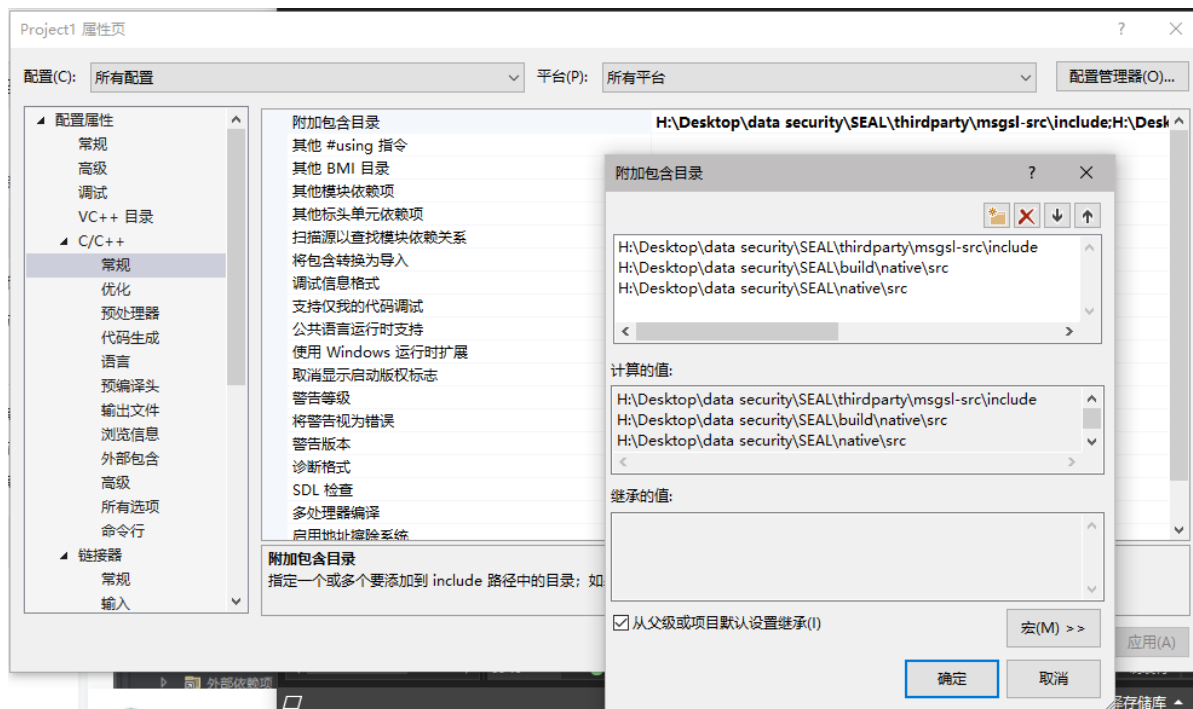 Project1 属性页
?
配置(C):
所有配置
平台(P):
所有平台
配置管理器(O)...
配置属性
常规
高级
调试
VC++ 目录
C/C++
常规
优化
预处理器
代码生成
语言
预编译头
输出文件
浏览信息
外部包含
高级
所有选项
命令行
链接器
常规
输入
附加包含目录
H:\Desktop\data security\SEAL\thirdparty\msgsl-src\include;H:\Desk
其他 #using 指令
其他 BMI 目录
其他模块依赖项
其他标头单元依赖项
扫描源以查找模块依赖关系
将包含转换为导入
调试信息格式
支持仅我的代码调试
公共语言运行时支持
使用 Windows 运行时扩展
取消显示启动版权标志
警告等级
将警告视为错误
警告版本
诊断格式
SDL 检查
多处理器编译
启用地址擦除系统
附加包含目录
指定一个或多个要添加到 include 路径中的目录；如
附加包含目录
?
H:\Desktop\data security\SEAL\thirdparty\msgsl-src\include
H:\Desktop\data security\SEAL\build\native\src
H:\Desktop\data security\SEAL\native\src
计算的值:
H:\Desktop\data security\SEAL\thirdparty\msgsl-src\include
H:\Desktop\data security\SEAL\build\native\src
H:\Desktop\data security\SEAL\native\src
继承的值:
从父级或项目默认设置继承(I)
宏(M) >>
确定
取消
应用(A)
外部依赖项
存储库